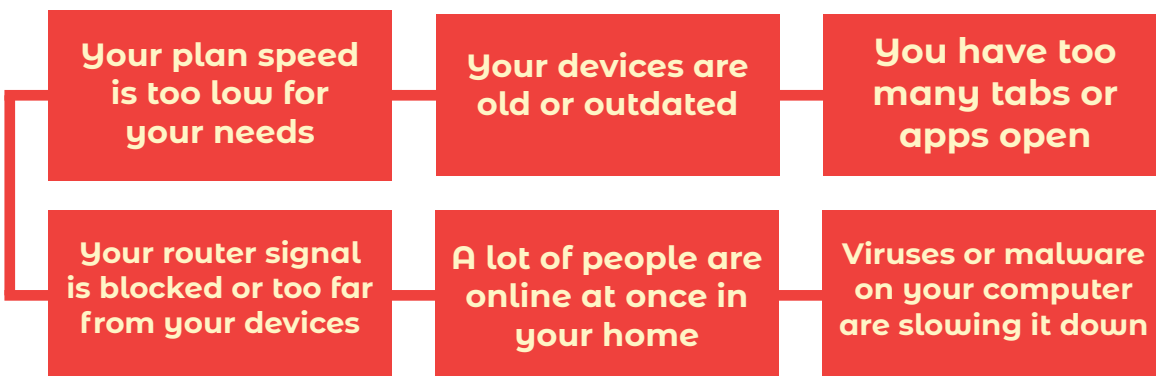 Your plan speed
is too low for
your needs
Your devices are
old or outdated
You have too
many tabs or
apps open
Your router signal
is blocked or too far
from your devices
A lot of people are
online at once in
your home
Viruses or malware
on your computer
are slowing it down